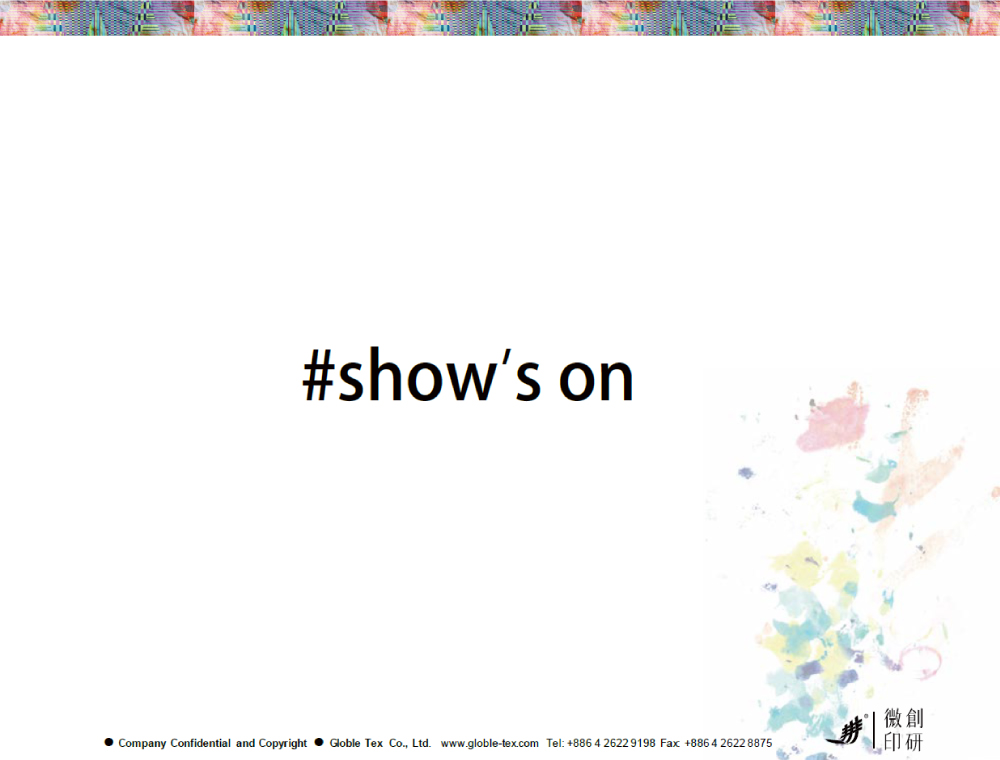 #show's on
● Company Confidential and Copyright ● Globle Tex Co., Ltd. www.globle-tex.com Tel: +886 4 2622 9198 Fax: +886 4 2622 8875
微創
印研